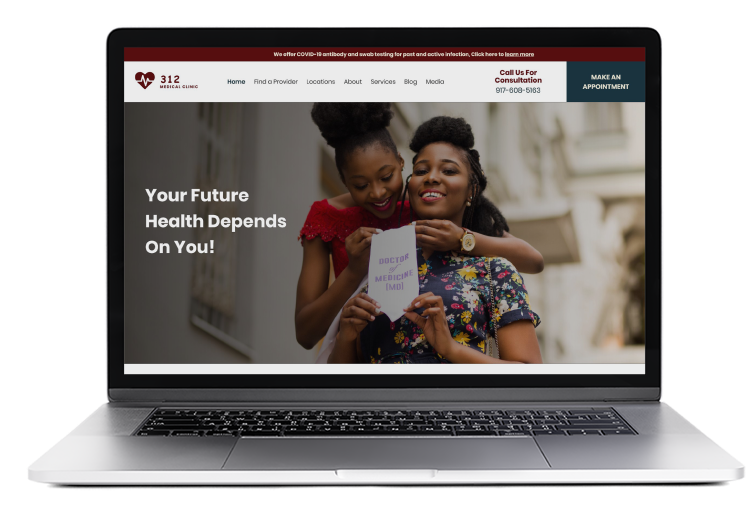 We offer COVID-19 antibody and swab testing for past and active infection, Click here to learn more
312
MEDICAL CLINIC
Home Find a Provider Locations About Services Blog Media
Call Us For
Consultation
917-608-5163
MAKE AN
APPOINTMENT
Your Future
Health Depends
On You!
DOCTOR
of
MEDICINE
(MD)